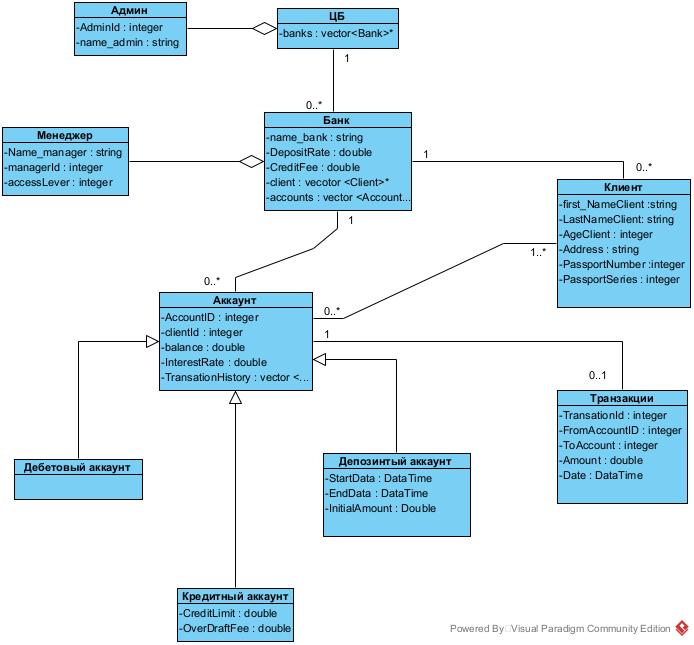 Админ
-AdminId : integer
-name_admin : string
ЦБ
-banks : vector<Bank>*
1
0..*
Банк
-name_bank : string
-DepositRate : double
-CreditFee : double
-client : vecotor <Client>*
-accounts : vector <Account...
Менеджер
-Name_manager : string
-managerId : integer
-accessLever : integer
1
0..*
Клиент
-first_NameClient :string
-LastNameClient: string
-AgeClient : integer
-Address : string
-PassportNumber :integer
-PassportSeries : integer
1
0..*
1..*
0..*
Аккаунт
-AccountID : integer
-clientId : integer
-balance : double
-InterestRate : double
-TransationHistory : vector <...
1
0..1
Транзакции
-TransationId : integer
-FromAccountID : integer
-ToAccount : integer
-Amount : double
-Date : DataTime
Дебетовый аккаунт
Депозинтый аккаунт
-StartData : DataTime
-EndData : DataTime
-InitialAmount : Double
Кредитный аккаунт
-CreditLimit : double
-OverDraftFee : double
Powered By Visual Paradigm Community Edition